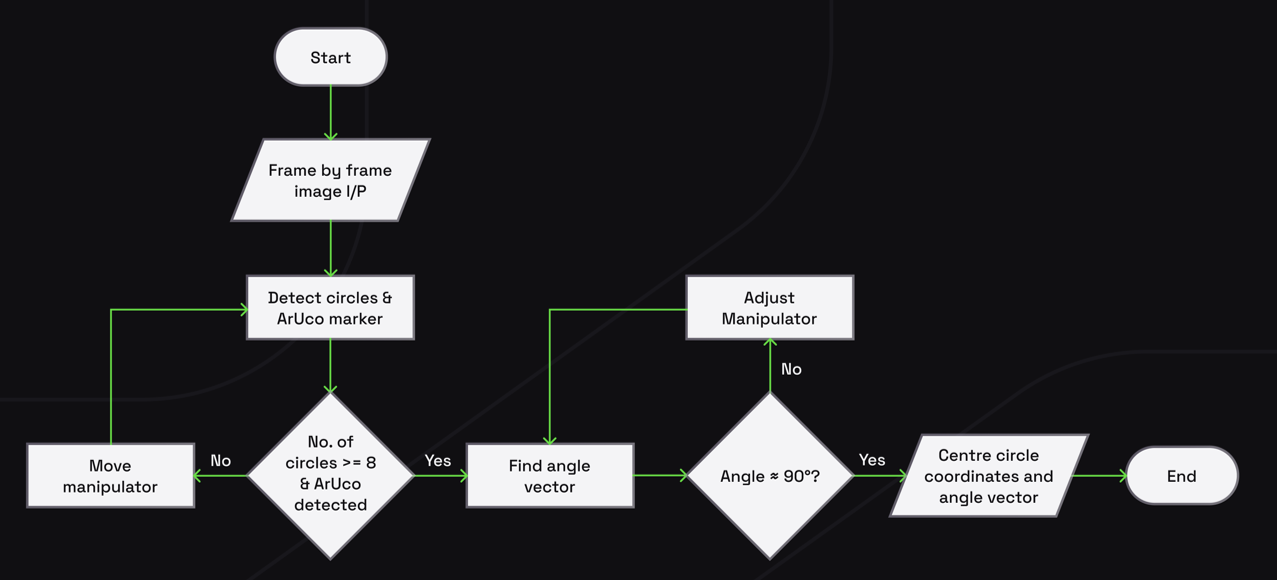 Start
Frame by frame
image I/P
Detect circles &
ArUco marker
Adjust
Manipulator
No
Move
manipulator
No
No. of
circles >= 8
& ArUco
detected
Yes
Find angle
vector
Angle ≈ 90°?
Yes
Centre circle
coordinates and
angle vector
End